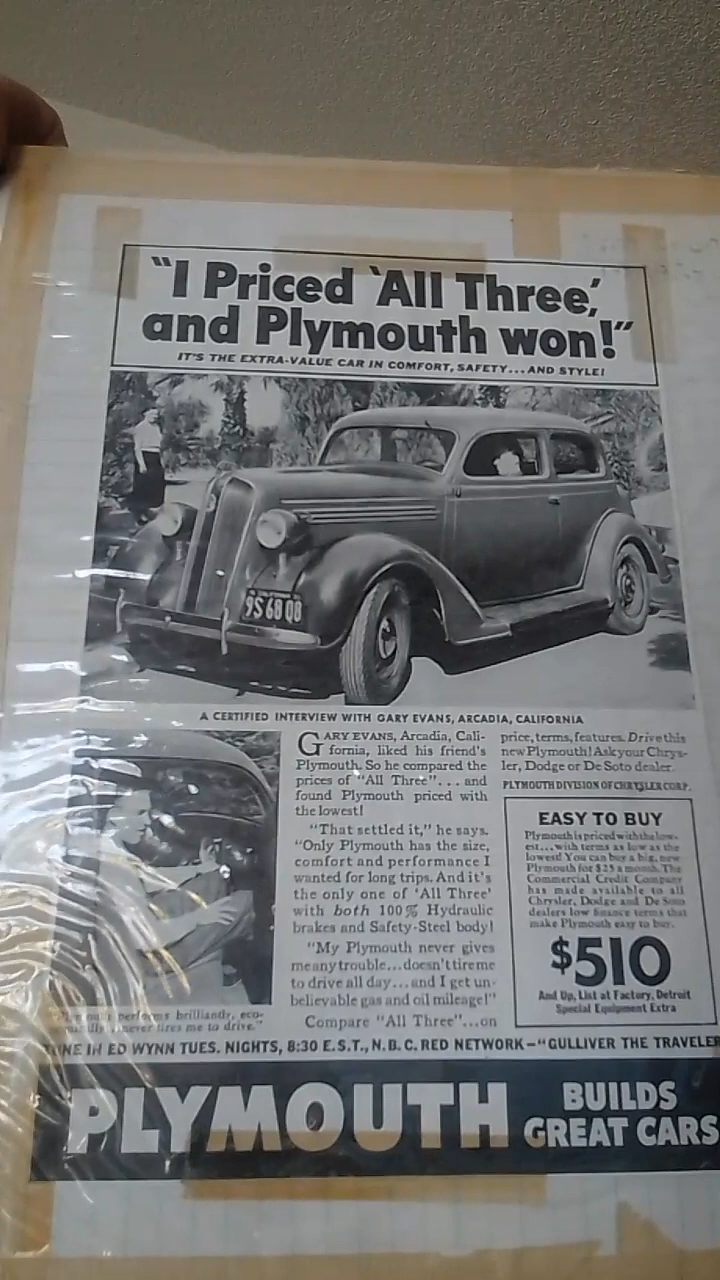 "I Priced 'All Three,'
and Plymouth won!"
IT'S THE EXTRA-VALUE CAR IN COMFORT, SAFETY...AND STYLE!
9S 68 08
A CERTIFIED INTERVIEW WITH GARY EVANS, ARCADIA, CALIFORNIA
GARY EVANS, Arcadia, Cali-
fornia, liked his friend's
Plymouth. So he compared the
prices of "All Three"... and
found Plymouth priced with
the lowest!
"That settled it," he says.
"Only Plymouth has the size,
comfort and performance I
wanted for long trips. And it's
the only one of 'All Three'
with both 100% Hydraulic
brakes and Safety-Steel body!
"My Plymouth never gives
me any trouble...doesn't tire me
to drive all day...and I get un-
believable gas and oil mileage!"
Compare "All Three"...on
price, terms, features. Drive this
new Plymouth! Ask your Chrys-
ler, Dodge or De Soto dealer.
PLYMOUTH DIVISION OF CHRYSLER CORP.
EASY TO BUY
Plymouth is priced with the low-
est...with terms as low as the
lowest! You can buy a big, new
Plymouth for $25 a month. The
Commercial Credit Company
has made available to all
Chrysler, Dodge and De Soto
dealers low finance terms that
make Plymouth easy to buy.
$510
And Up, List at Factory, Detroit
Special Equipment Extra
performs brilliantly, eco-
never tires me to drive."
TUNE IN ED WYNN TUES. NIGHTS, 8:30 E.S.T., N.B.C. RED NETWORK—"GULLIVER THE TRAVELER
PLYMOUTH BUILDS
GREAT CARS